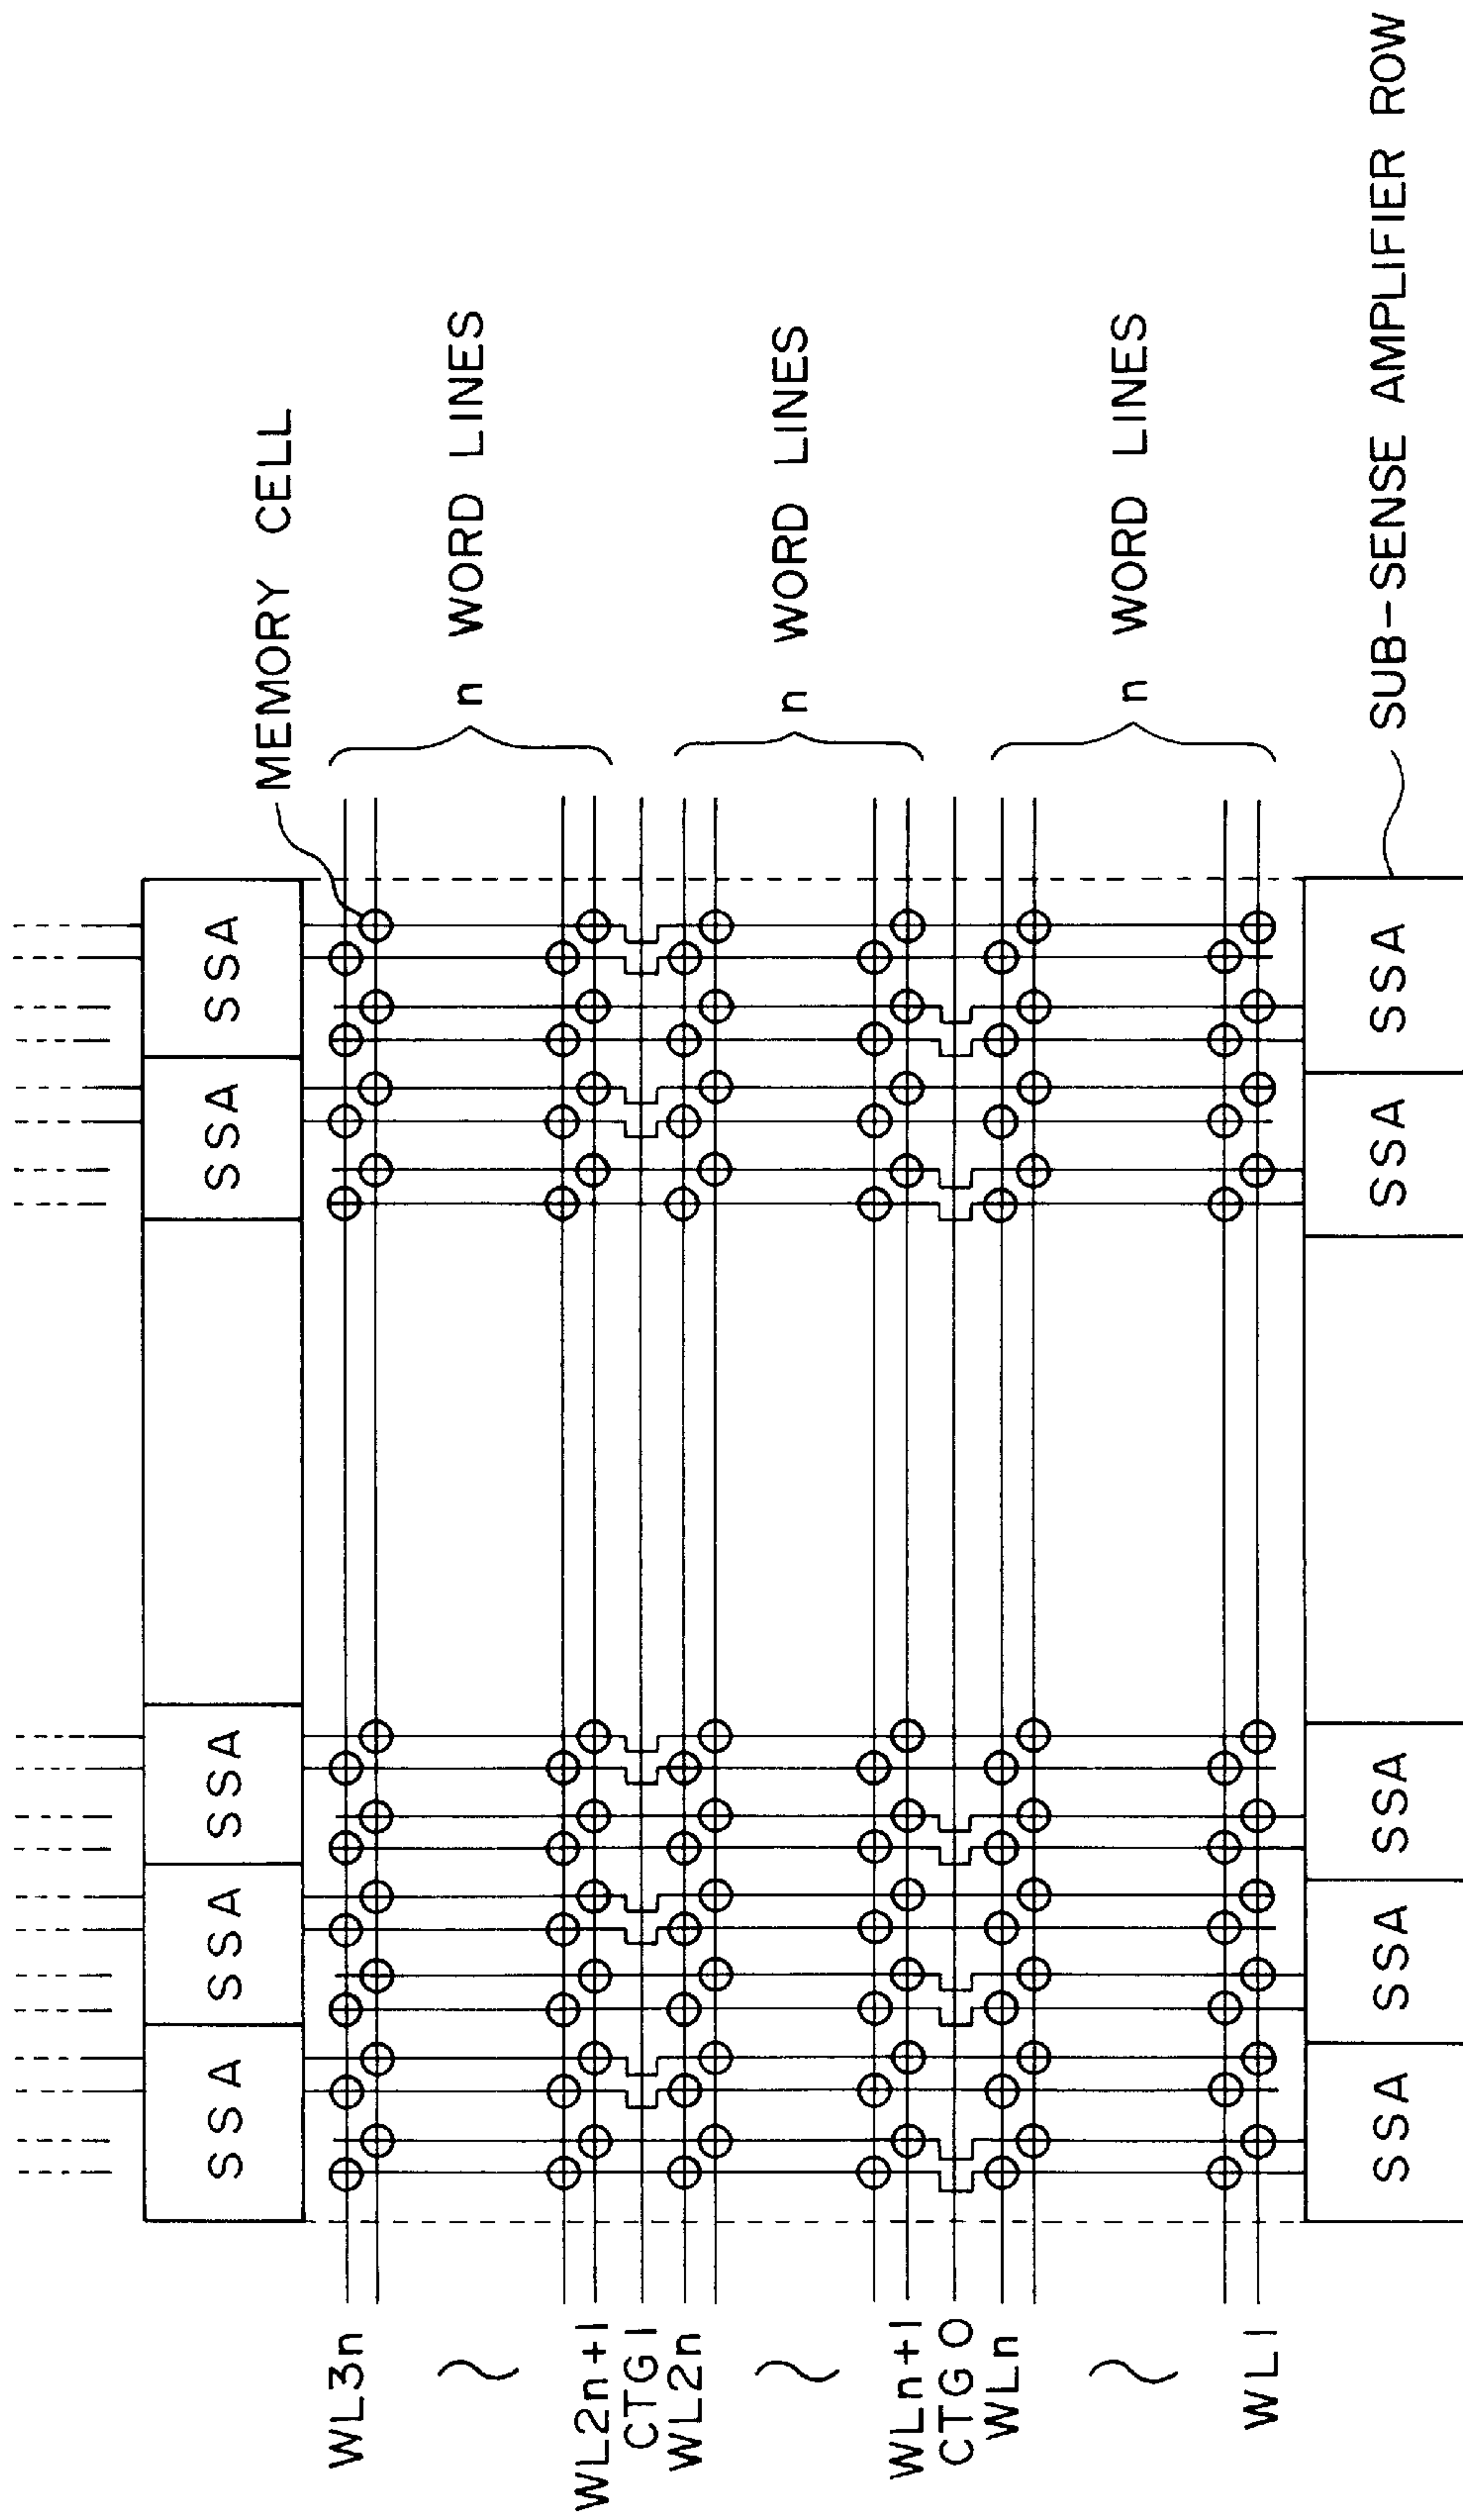 SSA SSA SSA SSA SSA
MEMORY CELL
WL3n
~ n WORD LINES
WL2n+1
CTG1
WL2n
~ n WORD LINES
WLn+1
CTG0
WLn
~ n WORD LINES
WL1
SSA SSA SSA SSA SSA SUB-SENSE AMPLIFIER ROW